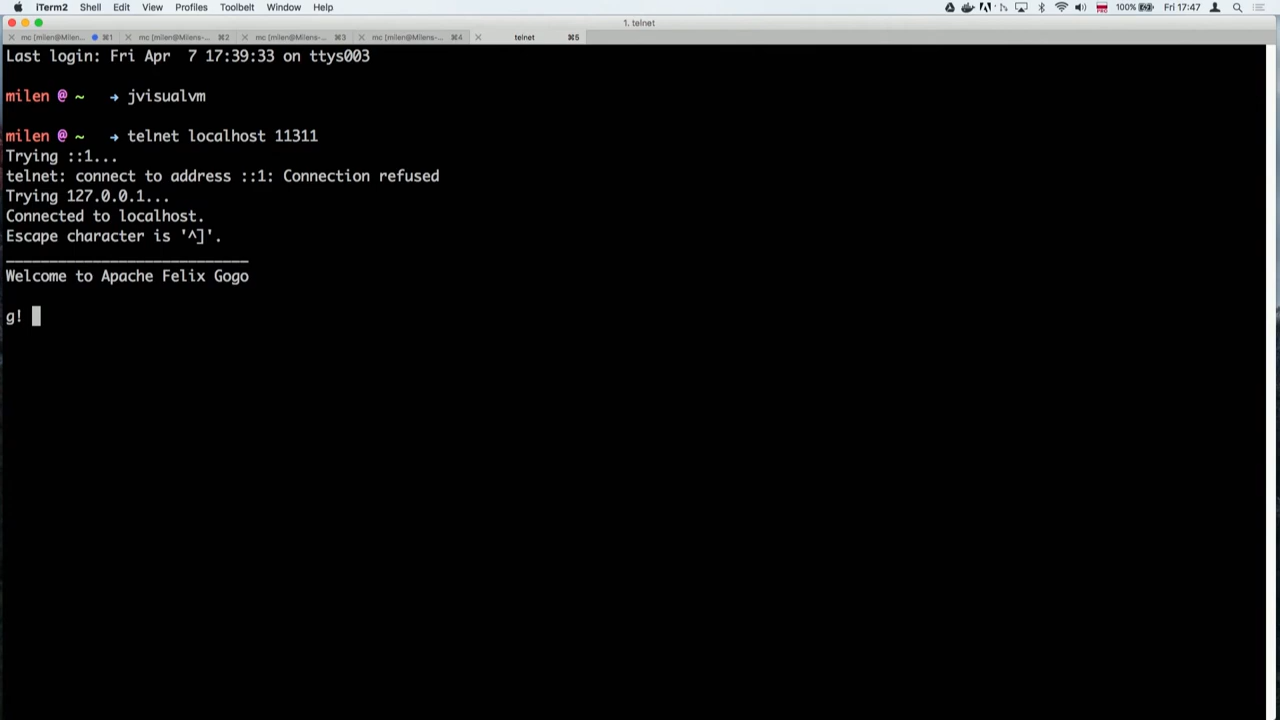 iTerm2 Shell Edit View Profiles Toolbelt Window Help 100% Fri 17:47
1. telnet
mc [milen@Milen... ⌘1 mc (milen@Milens-... ⌘2 mc (milen@Milens-... ⌘3 mc (milen@Milens-... ⌘4 telnet ⌘5
Last login: Fri Apr  7 17:39:33 on ttys003
milen @ ~ → jvisualvm
milen @ ~ → telnet localhost 11311
Trying ::1...
telnet: connect to address ::1: Connection refused
Trying 127.0.0.1...
Connected to localhost.
Escape character is '^]'.
____________________________
Welcome to Apache Felix Gogo
g!